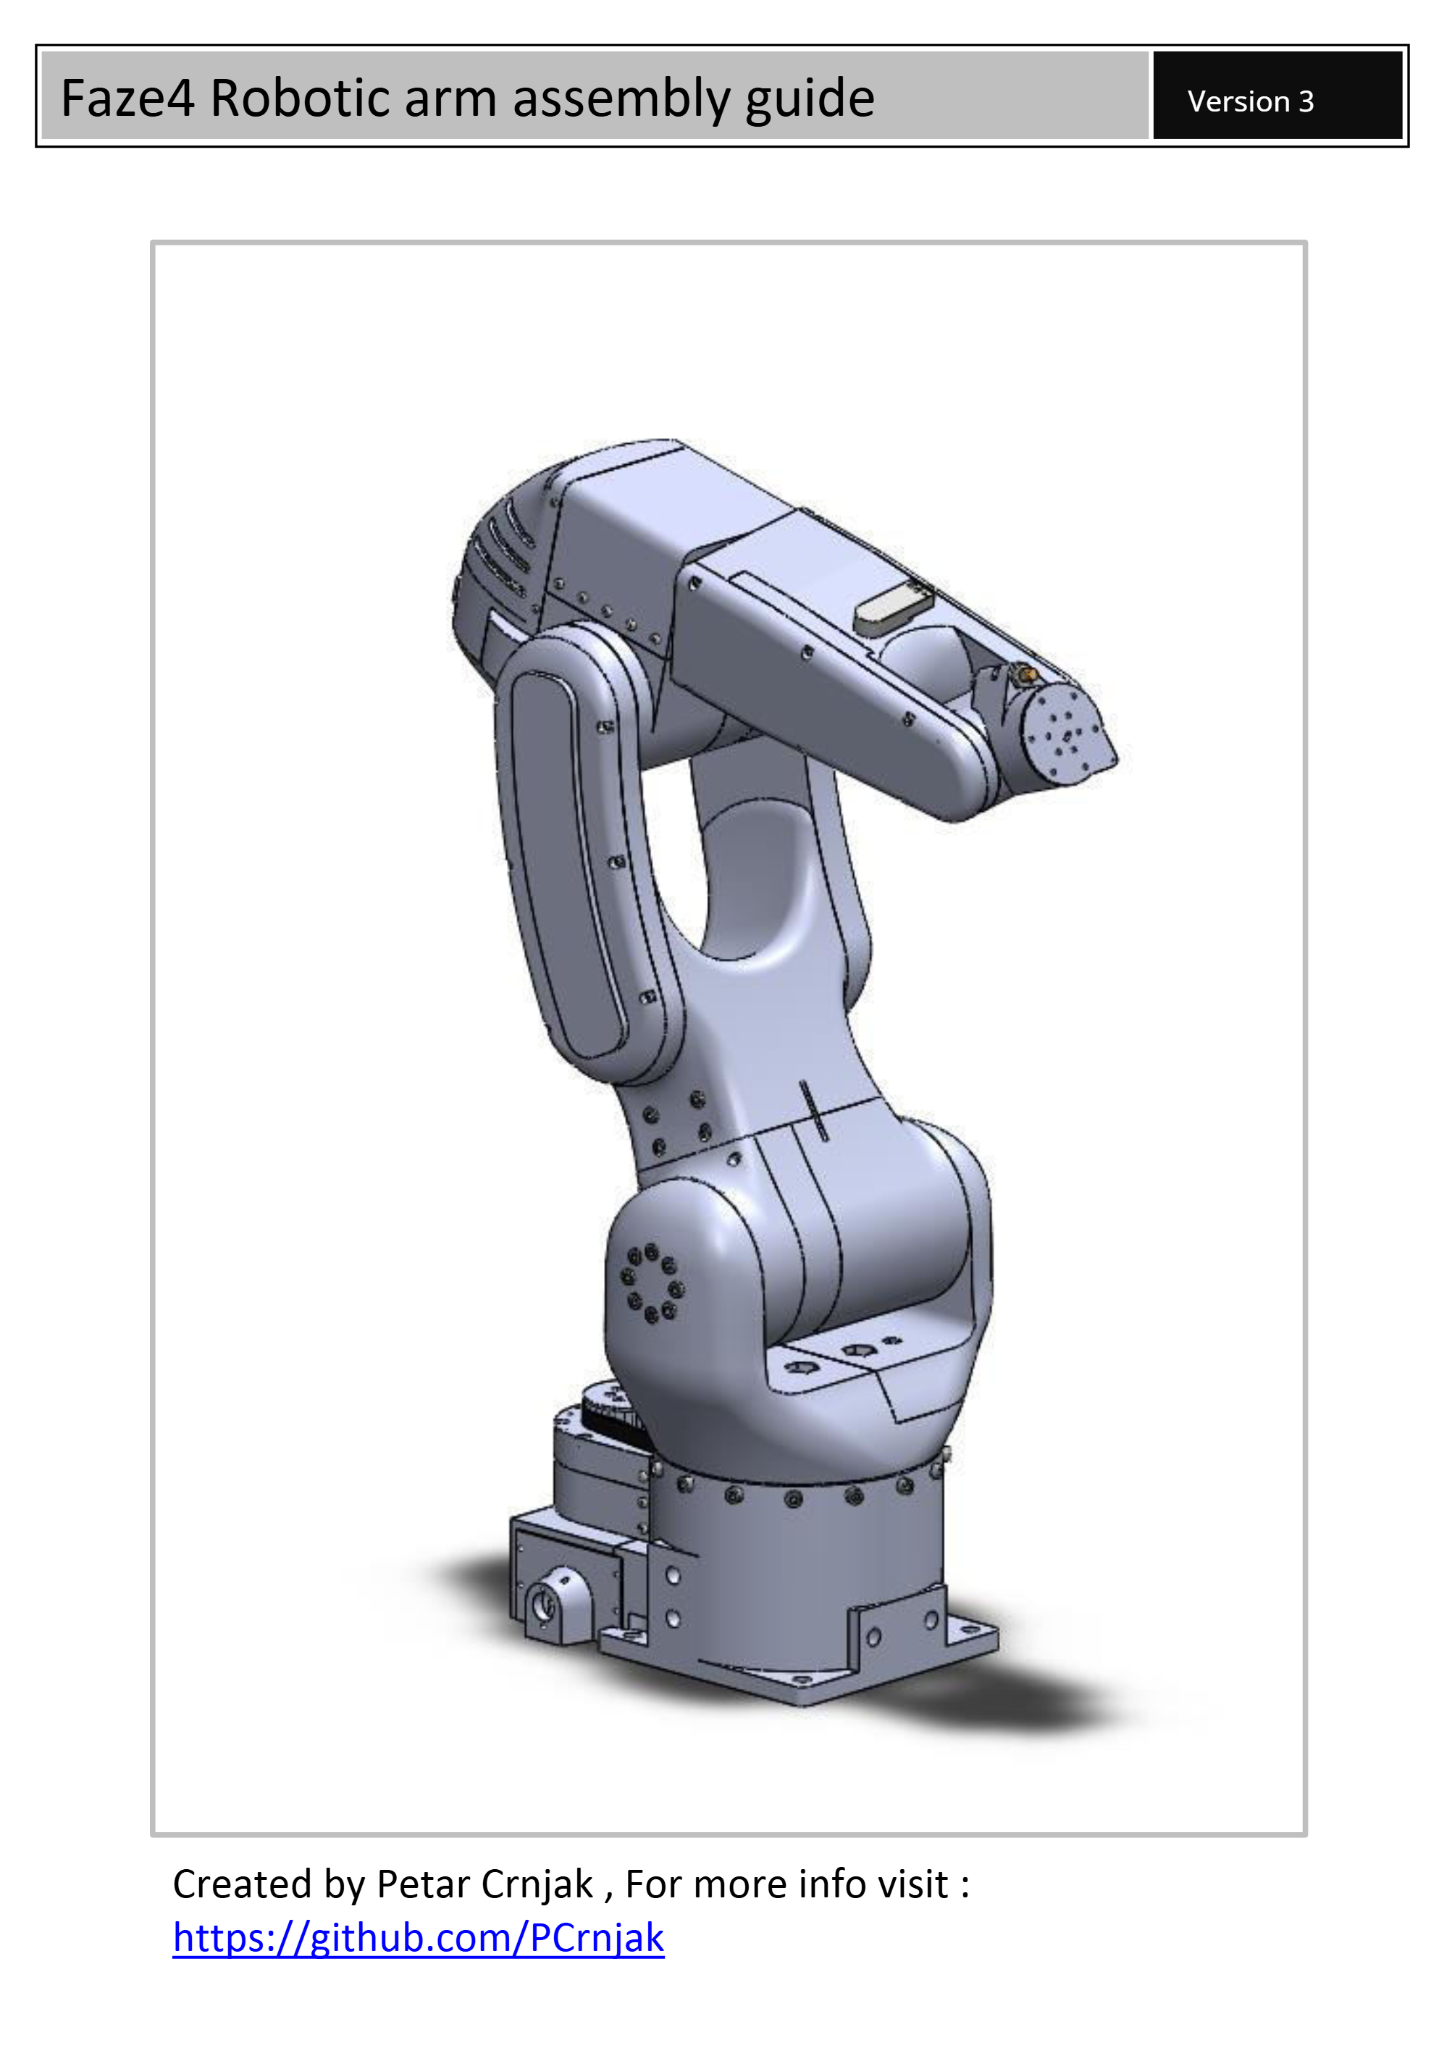 Faze4 Robotic arm assembly guide
Version 3
Created by Petar Crnjak , For more info visit :
https://github.com/PCrnjak